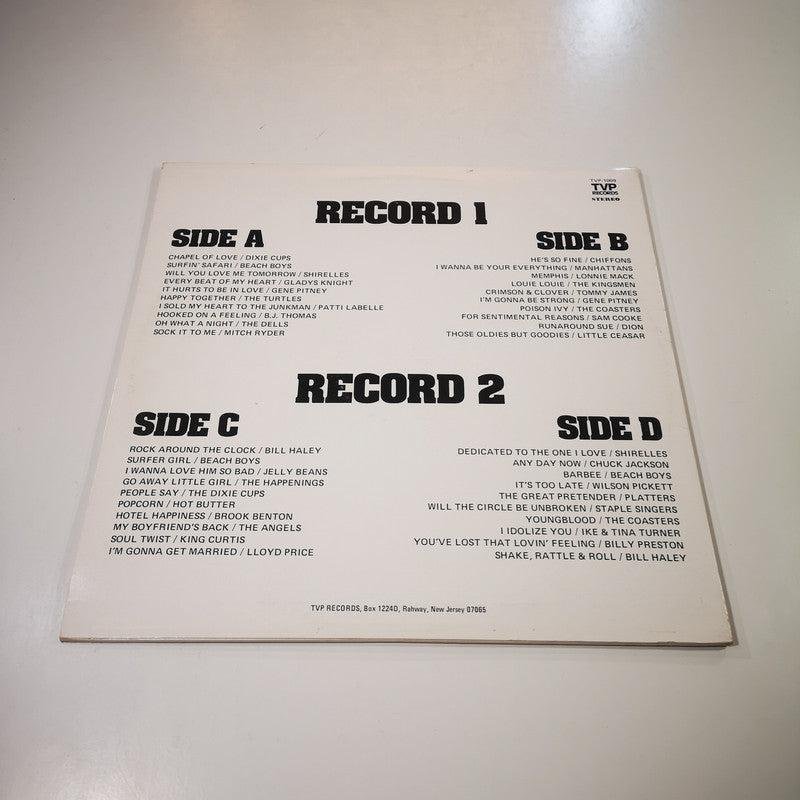 TVP-1009
TVP
RECORDS
STEREO
RECORD 1
SIDE A
CHAPEL OF LOVE / DIXIE CUPS
SURFIN' SAFARI / BEACH BOYS
WILL YOU LOVE ME TOMORROW / SHIRELLES
EVERY BEAT OF MY HEART / GLADYS KNIGHT
IT HURTS TO BE IN LOVE / GENE PITNEY
HAPPY TOGETHER / THE TURTLES
I SOLD MY HEART TO THE JUNKMAN / PATTI LABELLE
HOOKED ON A FEELING / B.J. THOMAS
OH WHAT A NIGHT / THE DELLS
SOCK IT TO ME / MITCH RYDER
SIDE B
HE'S SO FINE / CHIFFONS
I WANNA BE YOUR EVERYTHING / MANHATTANS
MEMPHIS / LONNIE MACK
LOUIE LOUIE / THE KINGSMEN
CRIMSON & CLOVER / TOMMY JAMES
I'M GONNA BE STRONG / GENE PITNEY
POISON IVY / THE COASTERS
FOR SENTIMENTAL REASONS / SAM COOKE
RUNAROUND SUE / DION
THOSE OLDIES BUT GOODIES / LITTLE CEASAR
RECORD 2
SIDE C
ROCK AROUND THE CLOCK / BILL HALEY
SURFER GIRL / BEACH BOYS
I WANNA LOVE HIM SO BAD / JELLY BEANS
GO AWAY LITTLE GIRL / THE HAPPENINGS
PEOPLE SAY / THE DIXIE CUPS
POPCORN / HOT BUTTER
HOTEL HAPPINESS / BROOK BENTON
MY BOYFRIEND'S BACK / THE ANGELS
SOUL TWIST / KING CURTIS
I'M GONNA GET MARRIED / LLOYD PRICE
SIDE D
DEDICATED TO THE ONE I LOVE / SHIRELLES
ANY DAY NOW / CHUCK JACKSON
BARBEE / BEACH BOYS
IT'S TOO LATE / WILSON PICKETT
THE GREAT PRETENDER / PLATTERS
WILL THE CIRCLE BE UNBROKEN / STAPLE SINGERS
YOUNGBLOOD / THE COASTERS
I IDOLIZE YOU / IKE & TINA TURNER
YOU'VE LOST THAT LOVIN' FEELING / BILLY PRESTON
SHAKE, RATTLE & ROLL / BILL HALEY
TVP RECORDS, Box 1224D, Rahway, New Jersey 07065